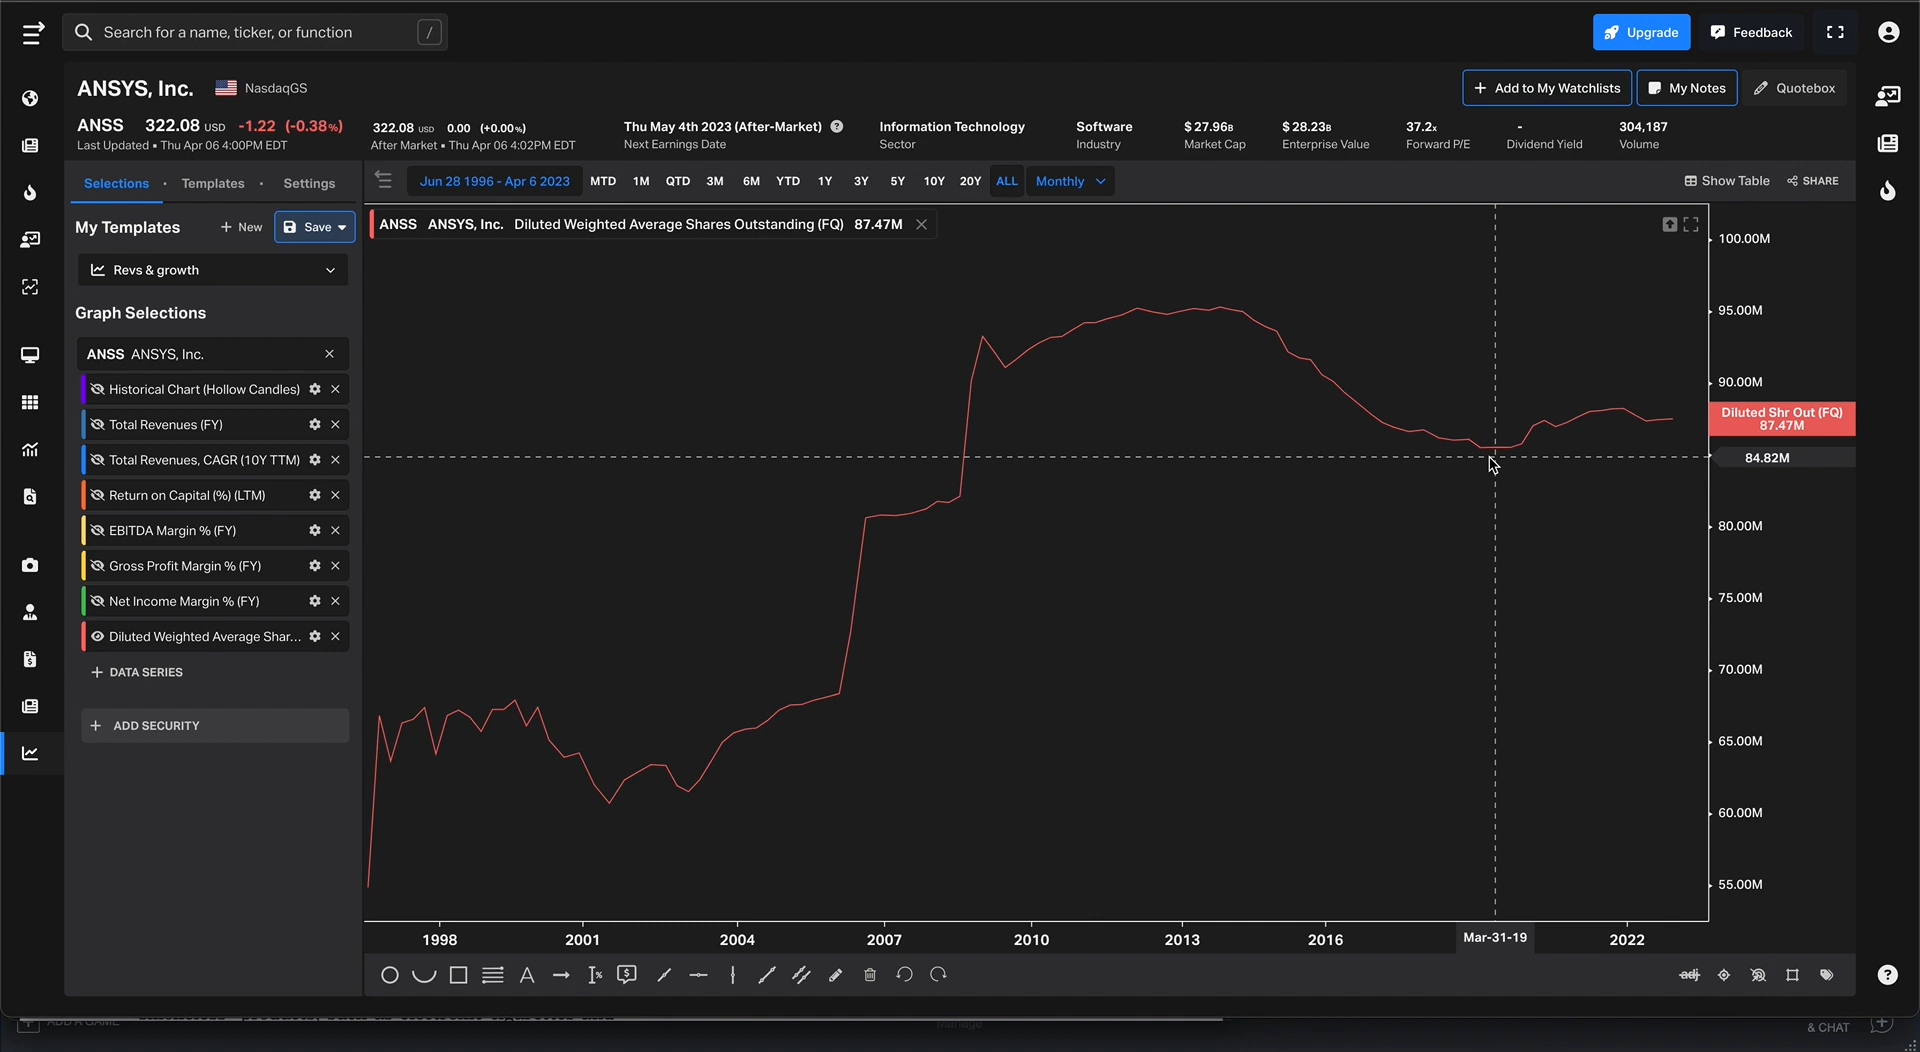 Search for a name, ticker, or function
/
Upgrade
Feedback
ANSYS, Inc.
NasdaqGS
Add to My Watchlists
My Notes
Quotebox
ANSS 322.08 USD -1.22 (-0.38%)
Last Updated • Thu Apr 06 4:00PM EDT
322.08 USD 0.00 (+0.00%)
After Market • Thu Apr 06 4:02PM EDT
Thu May 4th 2023 (After-Market) ?
Next Earnings Date
Information Technology
Sector
Software
Industry
$27.96B
Market Cap
$28.23B
Enterprise Value
37.2x
Forward P/E
-
Dividend Yield
304,187
Volume
Selections • Templates • Settings
Jun 28 1996 - Apr 6 2023 MTD 1M QTD 3M 6M YTD 1Y 3Y 5Y 10Y 20Y ALL Monthly
Show Table
SHARE
My Templates
+ New
Save
Revs & growth
Graph Selections
ANSS ANSYS, Inc.
Historical Chart (Hollow Candles)
Total Revenues (FY)
Total Revenues, CAGR (10Y TTM)
Return on Capital (%) (LTM)
EBITDA Margin % (FY)
Gross Profit Margin % (FY)
Net Income Margin % (FY)
Diluted Weighted Average Shar...
+ DATA SERIES
+ ADD SECURITY
ANSS ANSYS, Inc. Diluted Weighted Average Shares Outstanding (FQ) 87.47M
100.00M
95.00M
90.00M
Diluted Shr Out (FQ)
87.47M
84.82M
80.00M
75.00M
70.00M
65.00M
60.00M
55.00M
1998 2001 2004 2007 2010 2013 2016 Mar-31-19 2022
adj
?
ADD A GAME
Manage
& CHAT